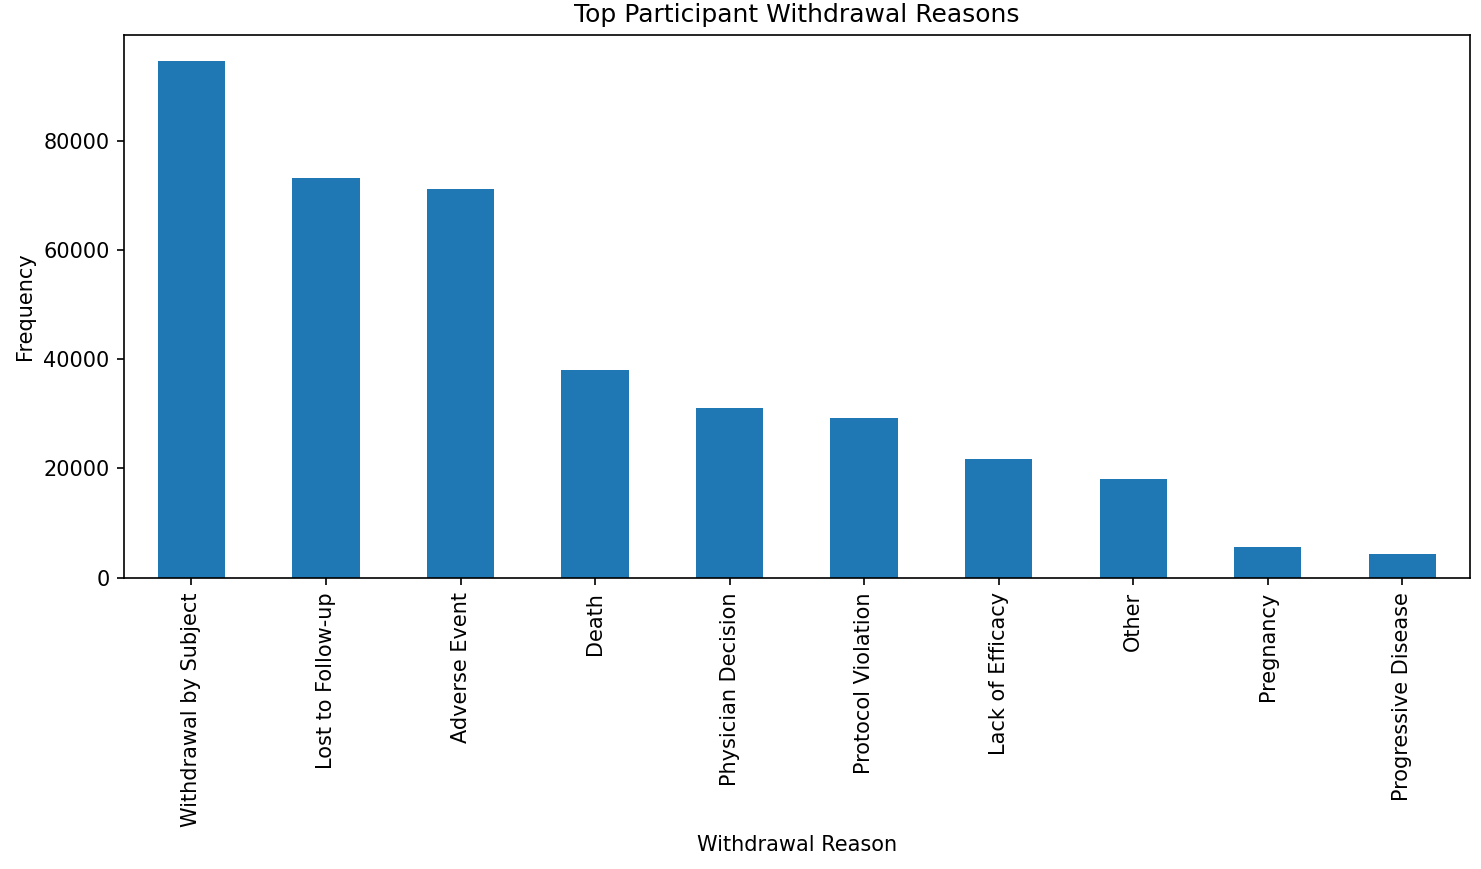 Top Participant Withdrawal Reasons
Frequency
80000
60000
40000
20000
0
Withdrawal by Subject
Lost to Follow-up
Adverse Event
Death
Physician Decision
Protocol Violation
Lack of Efficacy
Other
Pregnancy
Progressive Disease
Withdrawal Reason